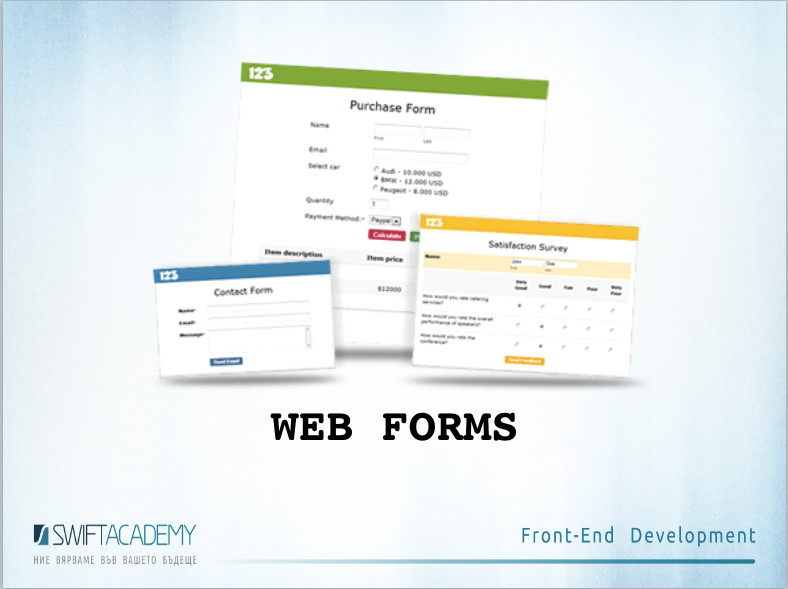 123
Purchase Form
Name
First Last
Email
Select car
Audi - 10.000 USD
BMW - 12.000 USD
Peugeot - 8.000 USD
Quantity
1
Payment Method:* Paypal
Calculate
Item description Item price
$12000
123
Satisfaction Survey
Name
John Doe
First Last
Very Good Good Fair Poor Very Poor
How would you rate catering
services?
How would you rate the overall
performance of speakers?
How would you rate the
conference?
Send Feedback
123
Contact Form
Name*
Email*
Message*
Send Email
WEB FORMS
SWIFTACADEMY
НИЕ ВЯРВАМЕ ВЪВ ВАШЕТО БЪДЕЩЕ
Front-End Development